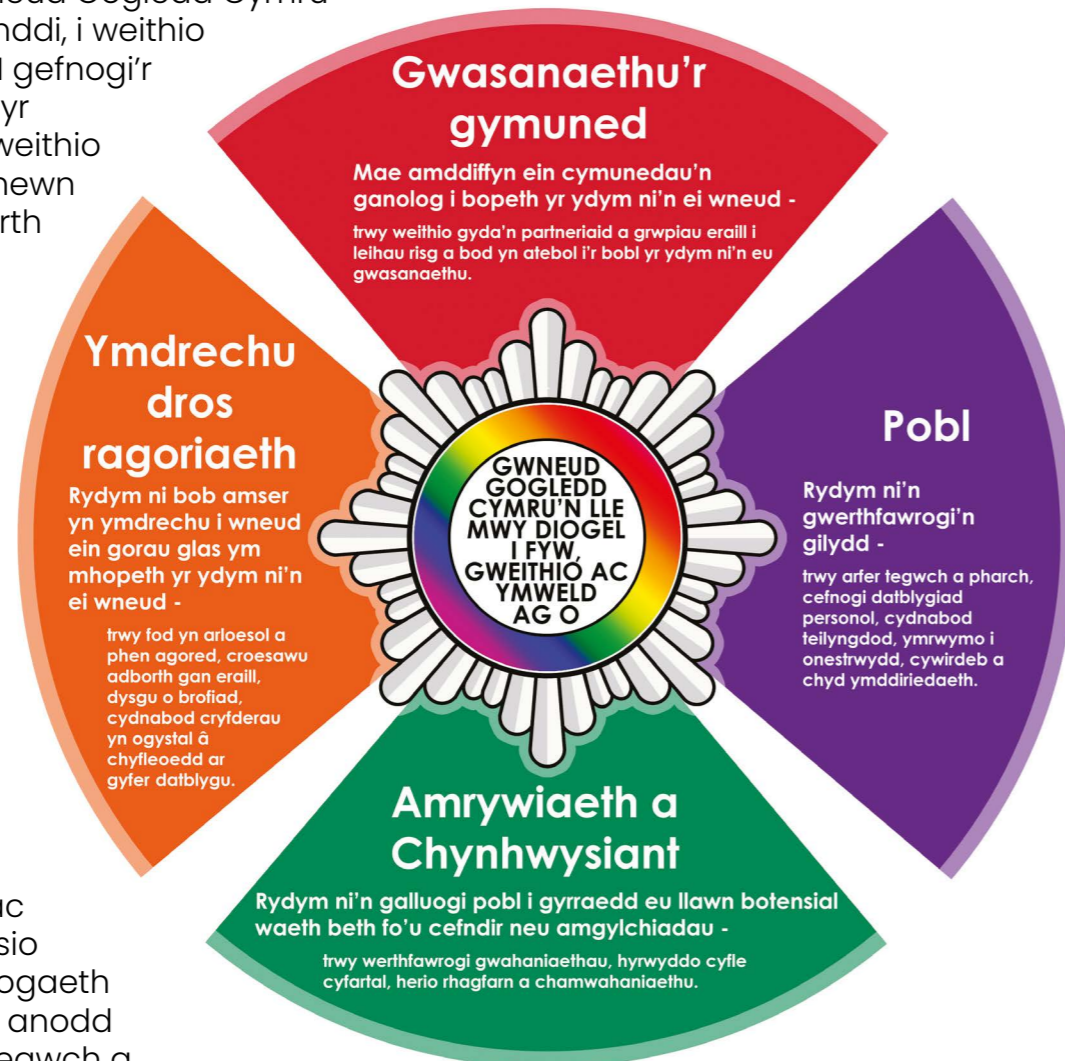 Gogledd Cymru
i weithio
gefnogi'r
yr
weithio
Gwasanaethu'r
gymuned
Mae amddiffyn ein cymunedau'n
ganolog i bopeth yr ydym ni'n ei wneud -
trwy weithio gyda'n partneriaid a grwpiau eraill i
leihau risg a bod yn atebol i'r bobl yr ydym ni'n eu
gwasanaethu.
Ymdrechu
dros
ragoriaeth
Rydym ni bob amser
yn ymdrechu i wneud
ein gorau glas ym
mhopeth yr ydym ni'n
ei wneud -
trwy fod yn arloesol a
phen agored, croesawu
adborth gan eraill,
dysgu o brofiad,
cydnabod cryfderau
yn ogystal â
chyfleoedd ar
gyfer datblygu.
GWNEUD
GOGLEDD
CYMRU'N LLE
MWY DIOGEL
I FYW,
GWEITHIO AC
YMWELD
AG O
Pobl
Rydym ni'n
gwerthfawrogi'n
gilydd -
trwy arfer tegwch a pharch,
cefnogi datblygiad
personol, cydnabod
teilyngdod, ymrwymo i
onestrwydd, cywirdeb a
chyd ymddiriedaeth.
Amrywiaeth a
Chynhwysiant
Rydym ni'n galluogi pobl i gyrraedd eu llawn botensial
waeth beth fo'u cefndir neu amgylchiadau -
trwy werthfawrogi gwahaniaethau, hyrwyddo cyfle
cyfartal, herio rhagfarn a chamwahaniaethu.
anodd